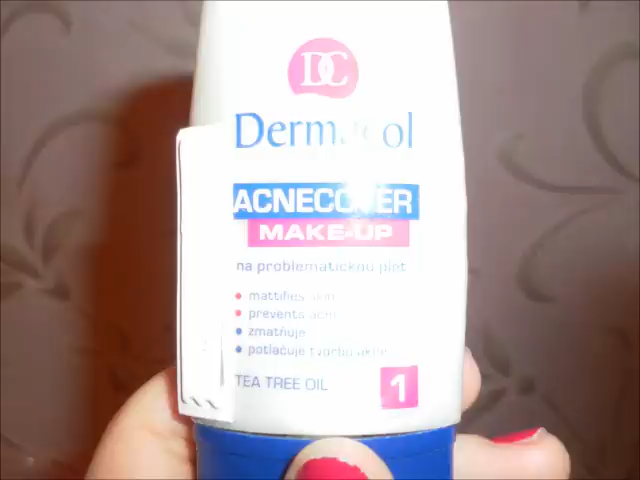 DC
Dermacol
ACNECOVER
MAKE-UP
na problematickou pleť
mattifies skin
prevents acne
zmatňuje
potlačuje tvorbu akné
TEA TREE OIL
1